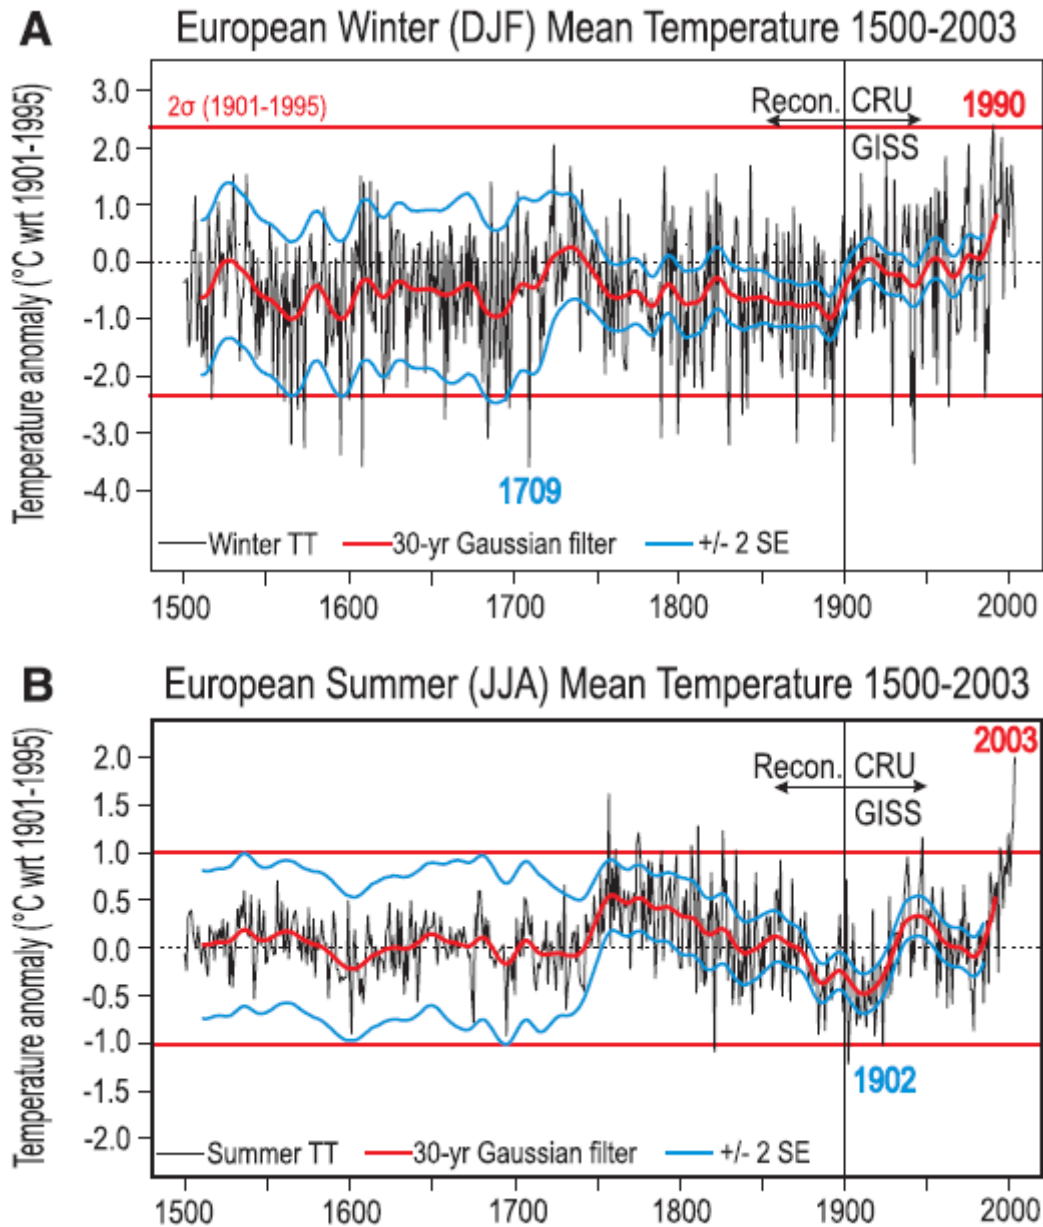 A
European Winter (DJF) Mean Temperature 1500-2003
Temperature anomaly (°C wrt 1901-1995)
3.0
2.0
1.0
0.0
-1.0
-2.0
-3.0
-4.0
2σ (1901-1995)
Recon. CRU
GISS
1990
1709
Winter TT 30-yr Gaussian filter +/- 2 SE
1500 1600 1700 1800 1900 2000
B
European Summer (JJA) Mean Temperature 1500-2003
Temperature anomaly (°C wrt 1901-1995)
2.0
1.5
1.0
0.5
0.0
-0.5
-1.0
-1.5
-2.0
2003
Recon. CRU
GISS
1902
Summer TT 30-yr Gaussian filter +/- 2 SE
1500 1600 1700 1800 1900 2000